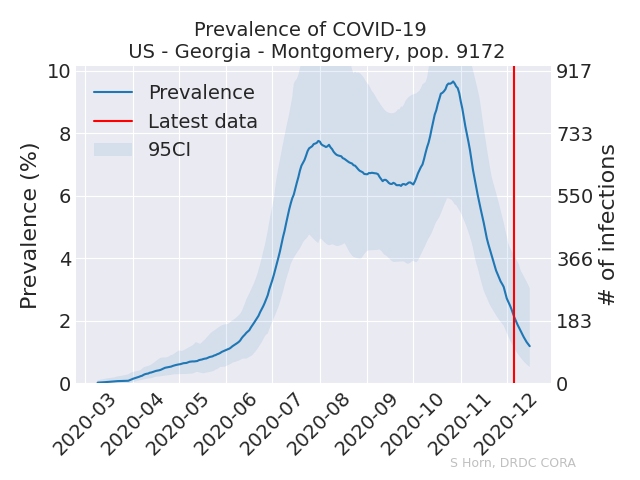 Prevalence of COVID-19
US - Georgia - Montgomery, pop. 9172
Prevalence (%)
10
8
6
4
2
0
Prevalence
Latest data
95CI
917
733
550
366
183
0
# of infections
2020-03
2020-04
2020-05
2020-06
2020-07
2020-08
2020-09
2020-10
2020-11
2020-12
S Horn, DRDC CORA